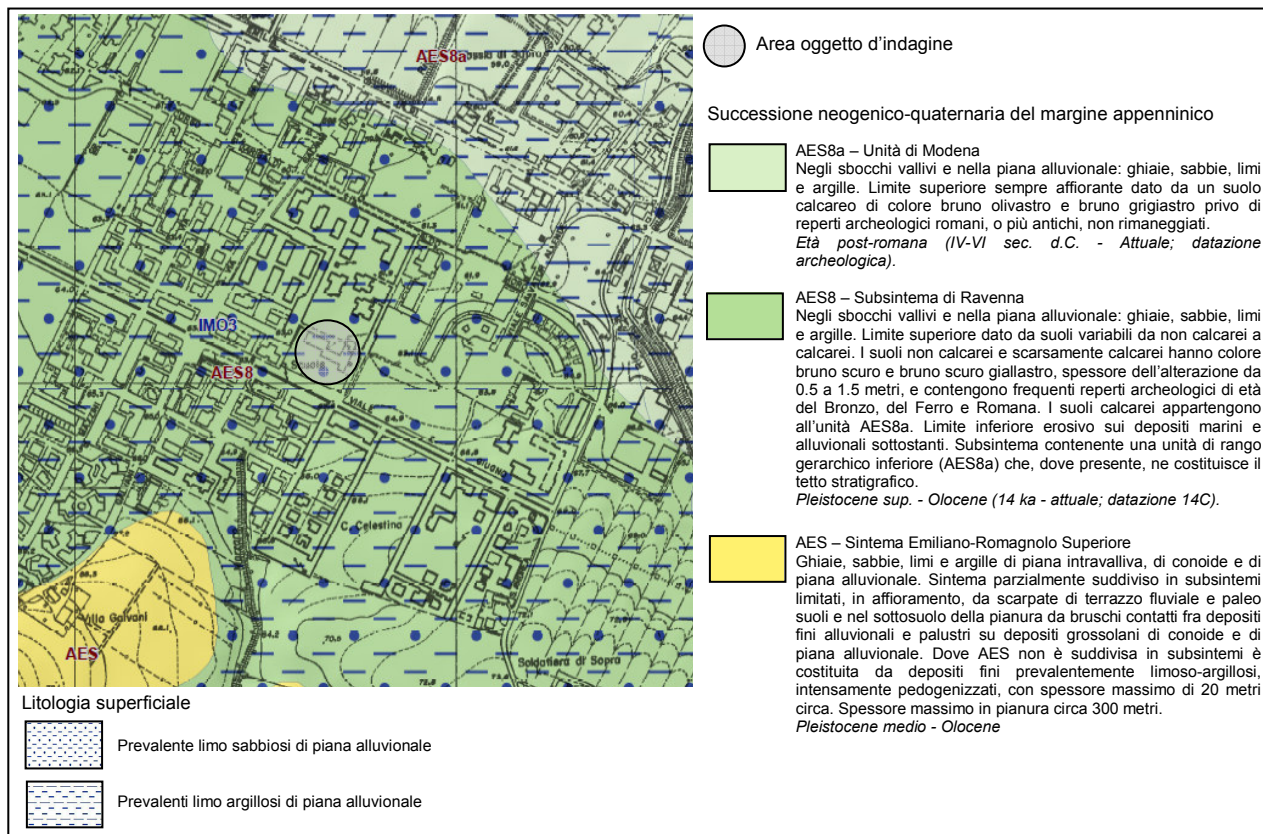 AES8a
IMO3
AES8
Scuola
VIALE
C. Celestina
Villa Galvani
AES
Soldatiera di Sopra
Litologia superficiale
Prevalente limo sabbiosi di piana alluvionale
Prevalenti limo argillosi di piana alluvionale
Area oggetto d'indagine
Successione neogenico-quaternaria del margine appenninico
AES8a – Unità di Modena
Negli sbocchi vallivi e nella piana alluvionale: ghiaie, sabbie, limi
e argille. Limite superiore sempre affiorante dato da un suolo
calcareo di colore bruno olivastro e bruno grigiastro privo di
reperti archeologici romani, o più antichi, non rimaneggiati.
Età post-romana (IV-VI sec. d.C. - Attuale; datazione
archeologica).
AES8 – Subsintema di Ravenna
Negli sbocchi vallivi e nella piana alluvionale: ghiaie, sabbie, limi
e argille. Limite superiore dato da suoli variabili da non calcarei a
calcarei. I suoli non calcarei e scarsamente calcarei hanno colore
bruno scuro e bruno scuro giallastro, spessore dell'alterazione da
0.5 a 1.5 metri, e contengono frequenti reperti archeologici di età
del Bronzo, del Ferro e Romana. I suoli calcarei appartengono
all'unità AES8a. Limite inferiore erosivo sui depositi marini e
alluvionali sottostanti. Subsintema contenente una unità di rango
gerarchico inferiore (AES8a) che, dove presente, ne costituisce il
tetto stratigrafico.
Pleistocene sup. - Olocene (14 ka - attuale; datazione 14C).
AES – Sintema Emiliano-Romagnolo Superiore
Ghiaie, sabbie, limi e argille di piana intravalliva, di conoide e di
piana alluvionale. Sintema parzialmente suddiviso in subsintemi
limitati, in affioramento, da scarpate di terrazzo fluviale e paleo
suoli e nel sottosuolo della pianura da bruschi contatti fra depositi
fini alluvionali e palustri su depositi grossolani di conoide e di
piana alluvionale. Dove AES non è suddivisa in subsintemi è
costituita da depositi fini prevalentemente limoso-argillosi,
intensamente pedogenizzati, con spessore massimo di 20 metri
circa. Spessore massimo in pianura circa 300 metri.
Pleistocene medio - Olocene